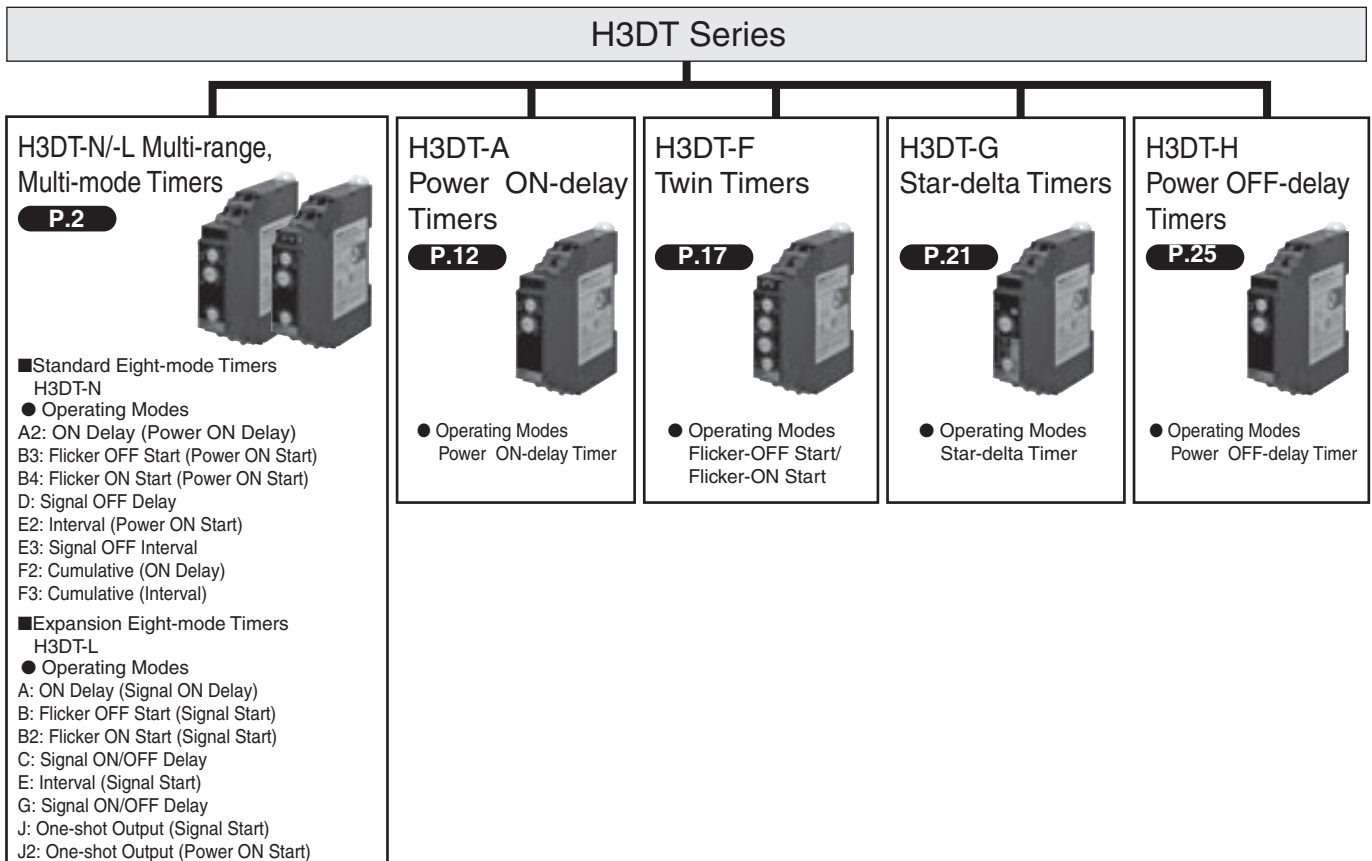 H3DT Series
H3DT-N/-L Multi-range,
Multi-mode Timers
P.2
■Standard Eight-mode Timers
H3DT-N
● Operating Modes
A2: ON Delay (Power ON Delay)
B3: Flicker OFF Start (Power ON Start)
B4: Flicker ON Start (Power ON Start)
D: Signal OFF Delay
E2: Interval (Power ON Start)
E3: Signal OFF Interval
F2: Cumulative (ON Delay)
F3: Cumulative (Interval)
■Expansion Eight-mode Timers
H3DT-L
● Operating Modes
A: ON Delay (Signal ON Delay)
B: Flicker OFF Start (Signal Start)
B2: Flicker ON Start (Signal Start)
C: Signal ON/OFF Delay
E: Interval (Signal Start)
G: Signal ON/OFF Delay
J: One-shot Output (Signal Start)
J2: One-shot Output (Power ON Start)
H3DT-A
Power ON-delay
Timers
P.12
● Operating Modes
Power ON-delay Timer
H3DT-F
Twin Timers
P.17
● Operating Modes
Flicker-OFF Start/
Flicker-ON Start
H3DT-G
Star-delta Timers
P.21
● Operating Modes
Star-delta Timer
H3DT-H
Power OFF-delay
Timers
P.25
● Operating Modes
Power OFF-delay Timer